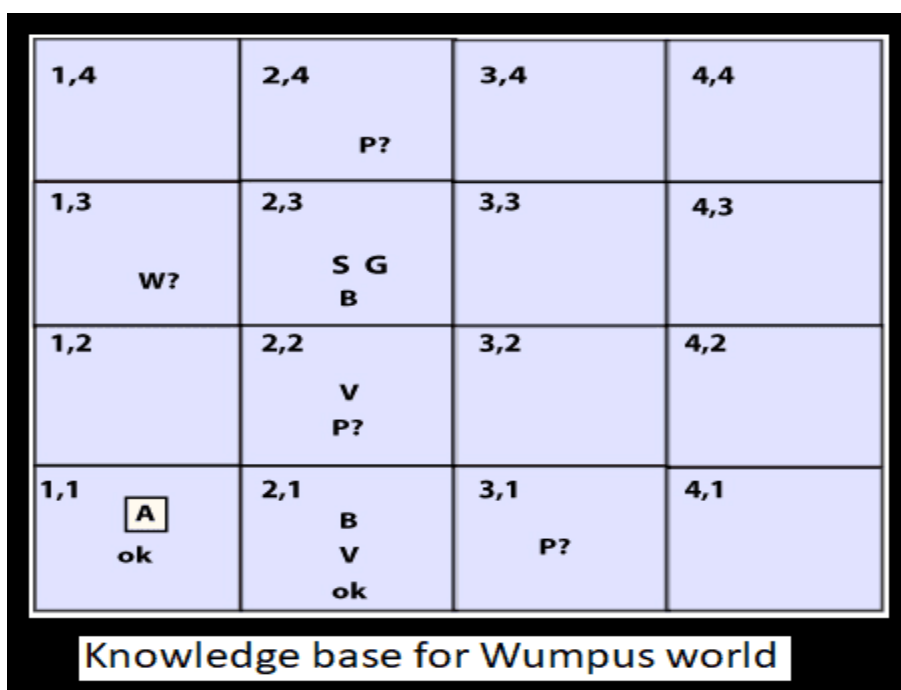 1,4 2,4 3,4 4,4
P?
1,3 2,3 3,3 4,3
W? S G
B
1,2 2,2 3,2 4,2
V
P?
1,1 2,1 3,1 4,1
A B
ok V P?
ok
Knowledge base for Wumpus world